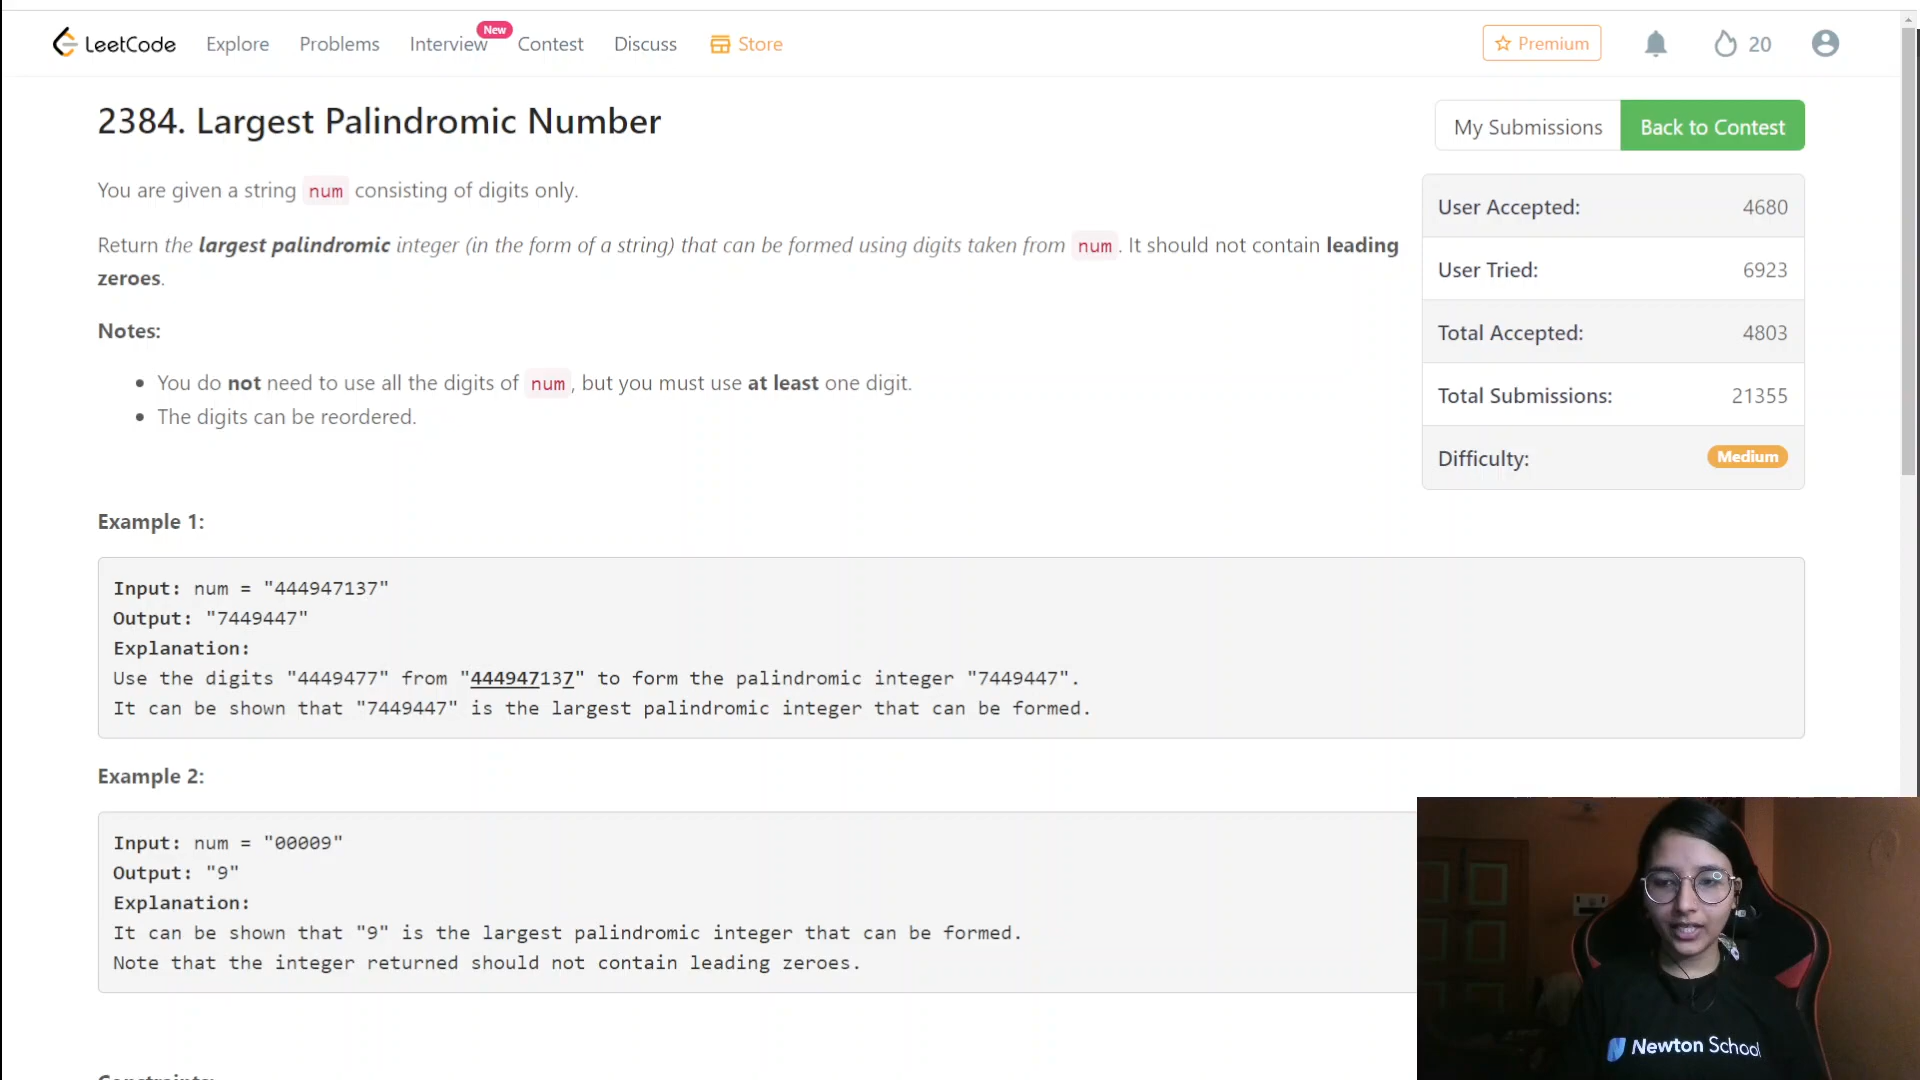 LeetCode Explore Problems Interview New Contest Discuss Store Premium 20
2384. Largest Palindromic Number
My Submissions Back to Contest
You are given a string num consisting of digits only.
Return the largest palindromic integer (in the form of a string) that can be formed using digits taken from num. It should not contain leading
zeroes.
Notes:
You do not need to use all the digits of num, but you must use at least one digit.
The digits can be reordered.
User Accepted: 4680
User Tried: 6923
Total Accepted: 4803
Total Submissions: 21355
Difficulty: Medium
Example 1:
Input: num = "444947137"
Output: "7449447"
Explanation:
Use the digits "4449477" from "444947137" to form the palindromic integer "7449447".
It can be shown that "7449447" is the largest palindromic integer that can be formed.
Example 2:
Input: num = "00009"
Output: "9"
Explanation:
It can be shown that "9" is the largest palindromic integer that can be formed.
Note that the integer returned should not contain leading zeroes.
Constraints:
Newton School